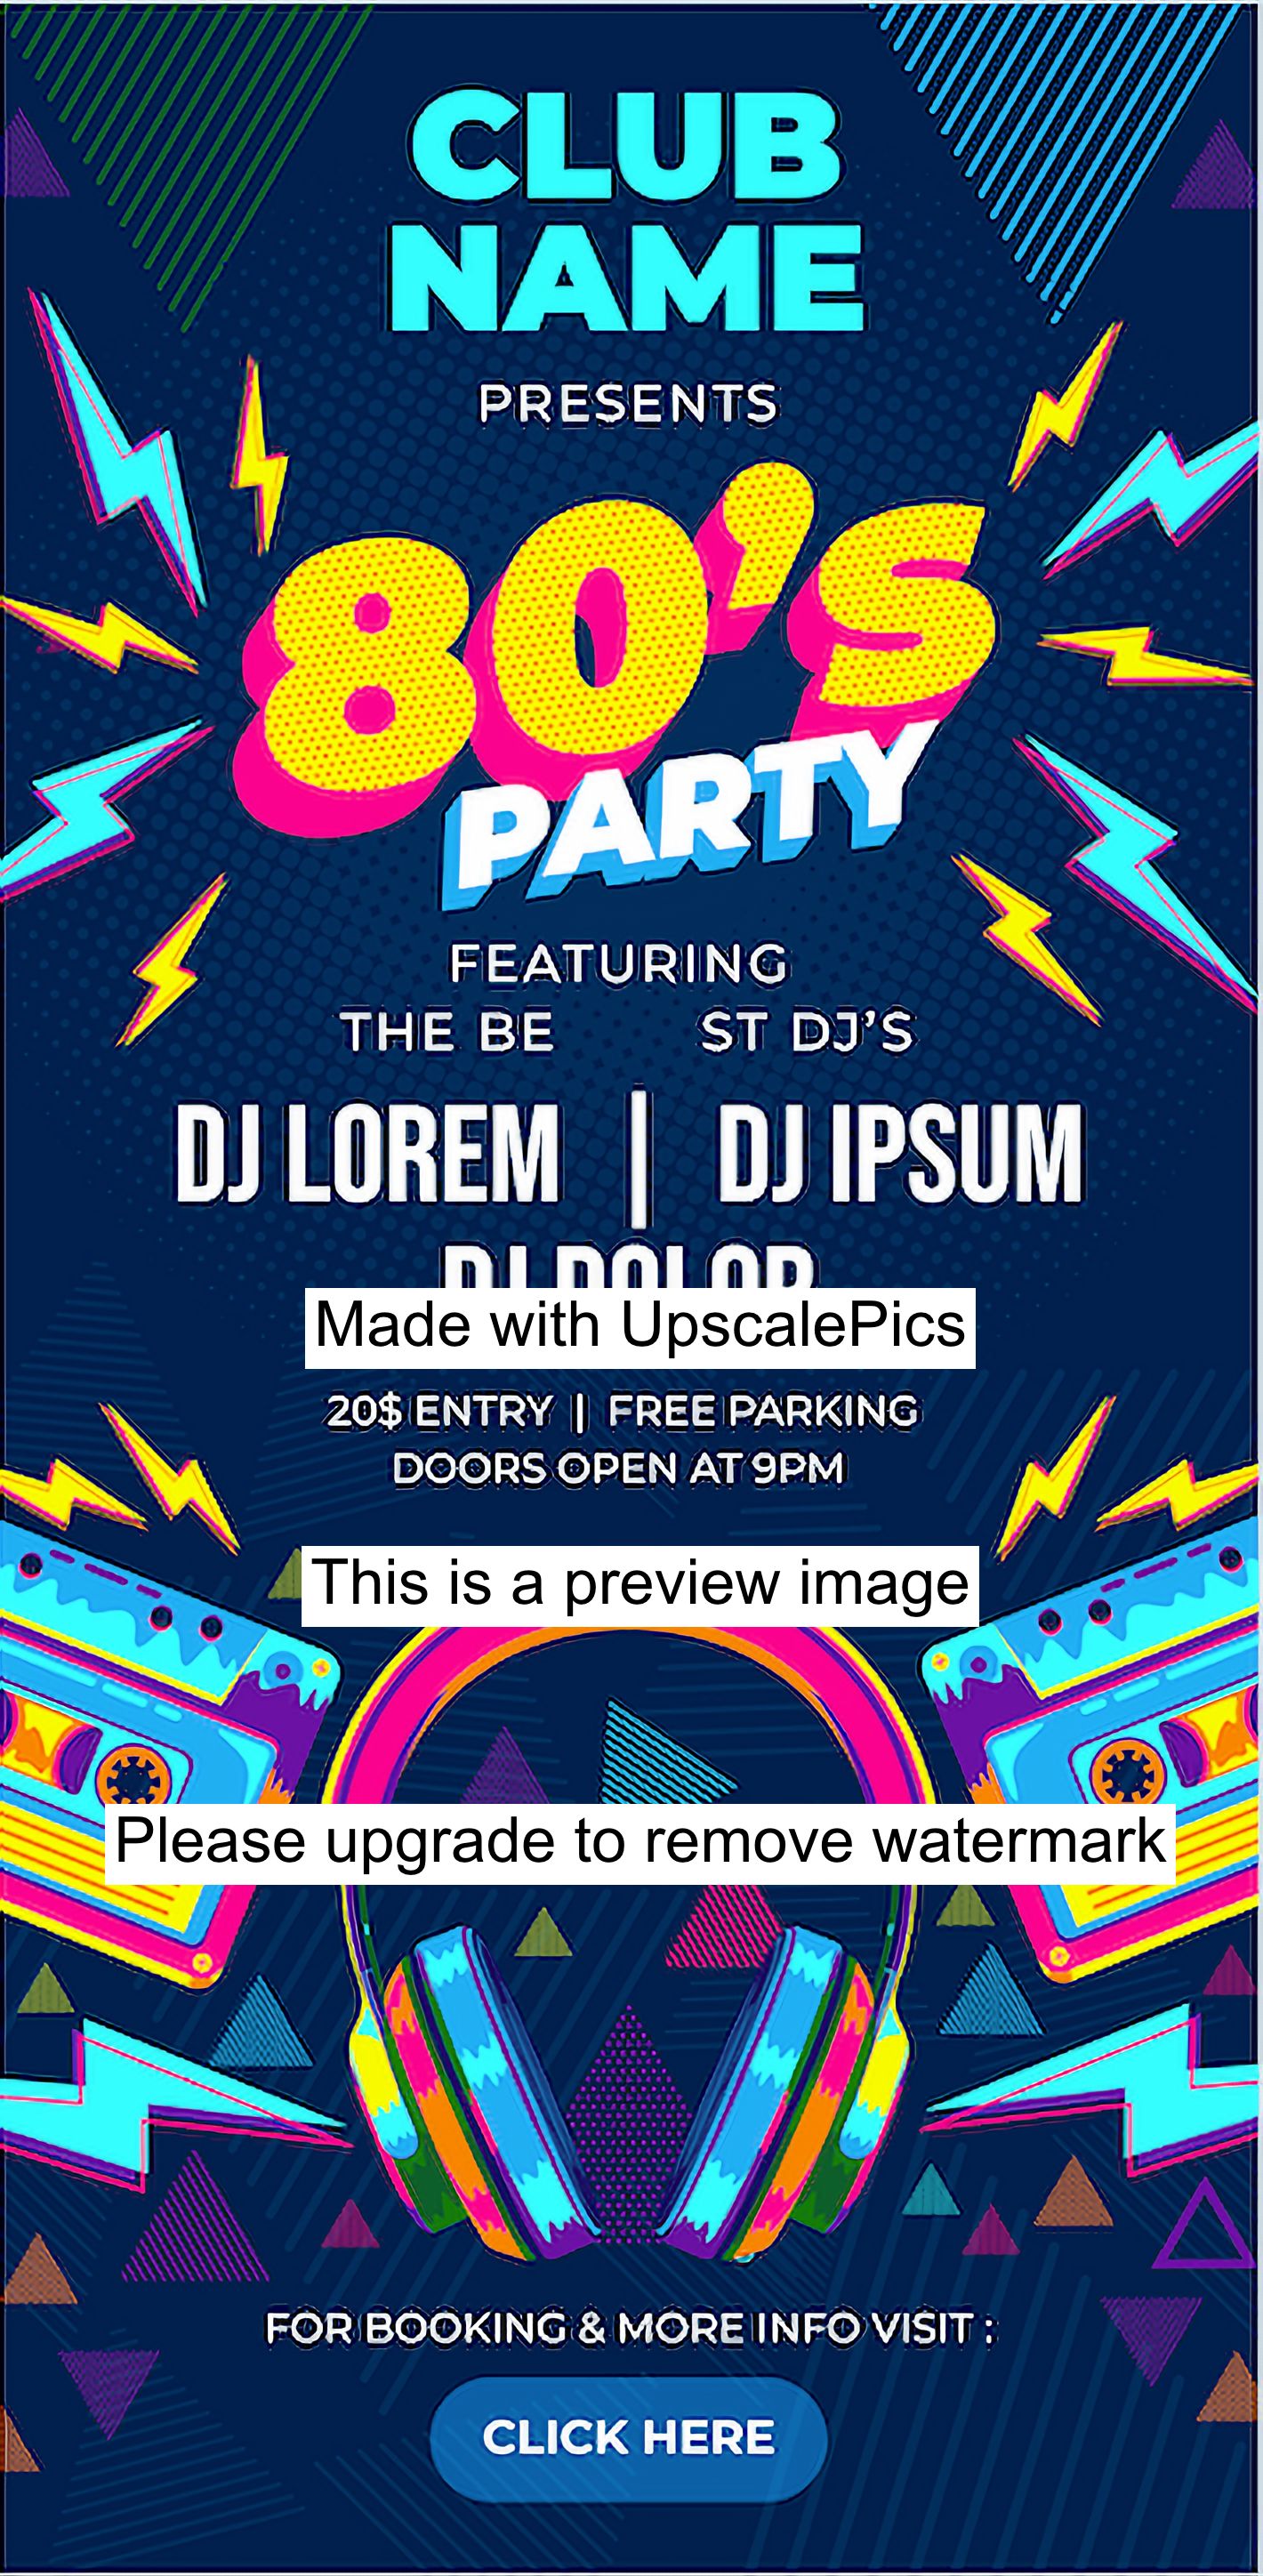 CLUB
NAME
PRESENTS
80's
PARTY
FEATURING
THE BE ST DJ'S
DJ LOREM | DJ IPSUM
DJ DOLOR
Made with UpscalePics
20$ ENTRY | FREE PARKING
DOORS OPEN AT 9PM
This is a preview image
Please upgrade to remove watermark
FOR BOOKING & MORE INFO VISIT :
CLICK HERE